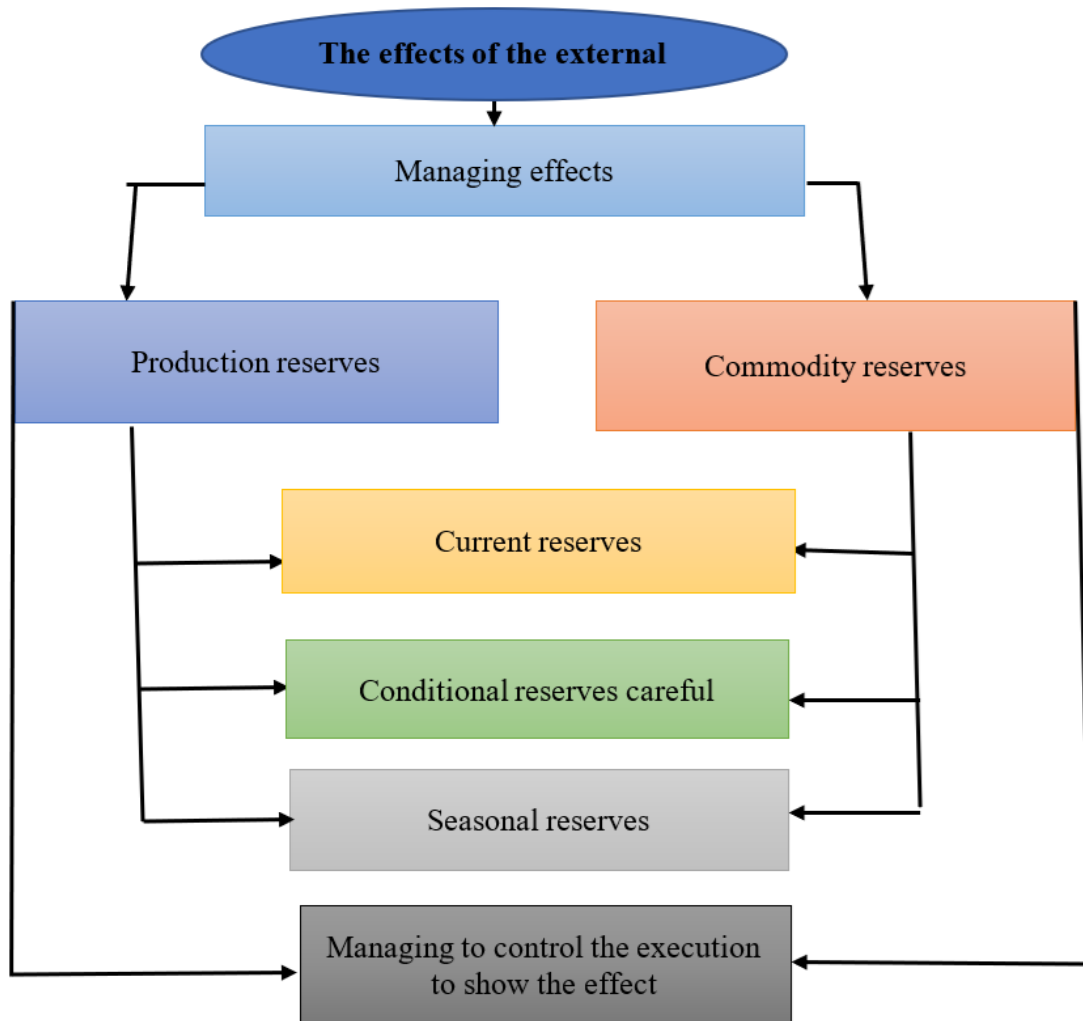 The effects of the external
Managing effects
Production reserves
Commodity reserves
Current reserves
Conditional reserves careful
Seasonal reserves
Managing to control the execution
to show the effect